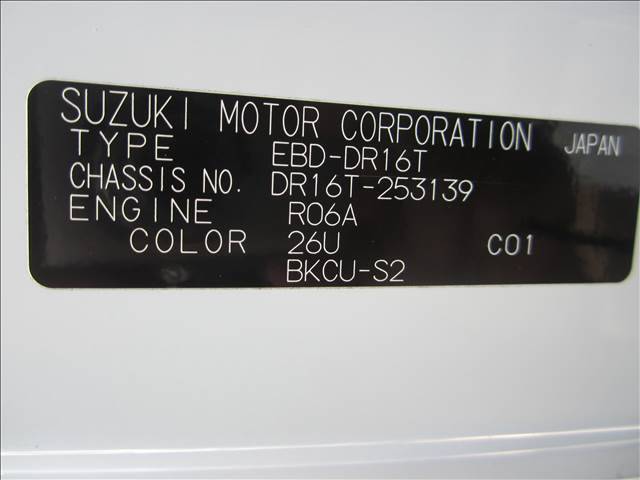 SUZUKI MOTOR CORPORATION JAPAN
TYPE EBD-DR16T
CHASSIS NO. DR16T-253139
ENGINE R06A
COLOR 26U C01
BKCU-S2